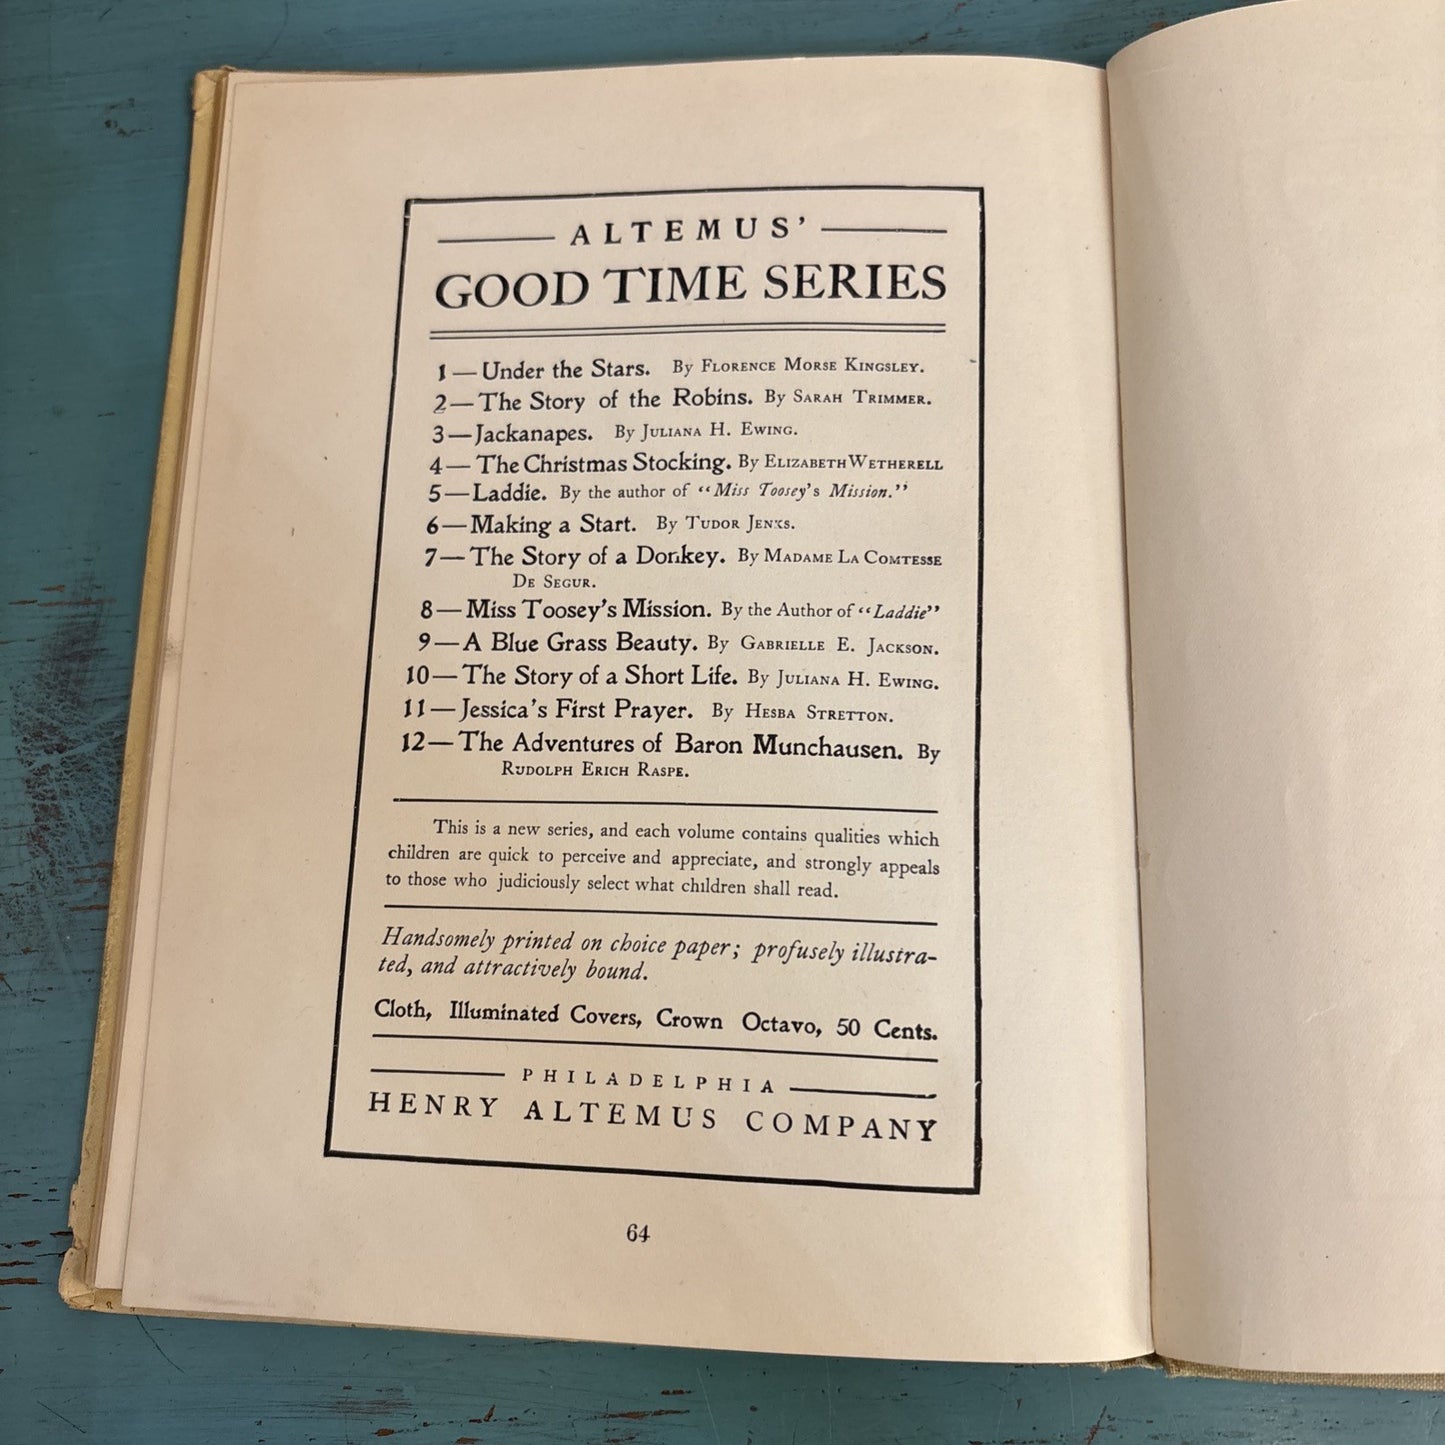 ALTEMUS'
GOOD TIME SERIES
1—Under the Stars. By Florence Morse Kingsley.
2—The Story of the Robins. By Sarah Trimmer.
3—Jackanapes. By Juliana H. Ewing.
4—The Christmas Stocking. By Elizabeth Wetherell
5—Laddie. By the author of "Miss Toosey's Mission."
6—Making a Start. By Tudor Jenks.
7—The Story of a Donkey. By Madame La Comtesse
De Segur.
8—Miss Toosey's Mission. By the Author of "Laddie"
9—A Blue Grass Beauty. By Gabrielle E. Jackson.
10—The Story of a Short Life. By Juliana H. Ewing.
11—Jessica's First Prayer. By Hesba Stretton.
12—The Adventures of Baron Munchausen. By
Rudolph Erich Raspe.
This is a new series, and each volume contains qualities which
children are quick to perceive and appreciate, and strongly appeals
to those who judiciously select what children shall read.
Handsomely printed on choice paper; profusely illustra-
ted, and attractively bound.
Cloth, Illuminated Covers, Crown Octavo, 50 Cents.
PHILADELPHIA
HENRY ALTEMUS COMPANY
64